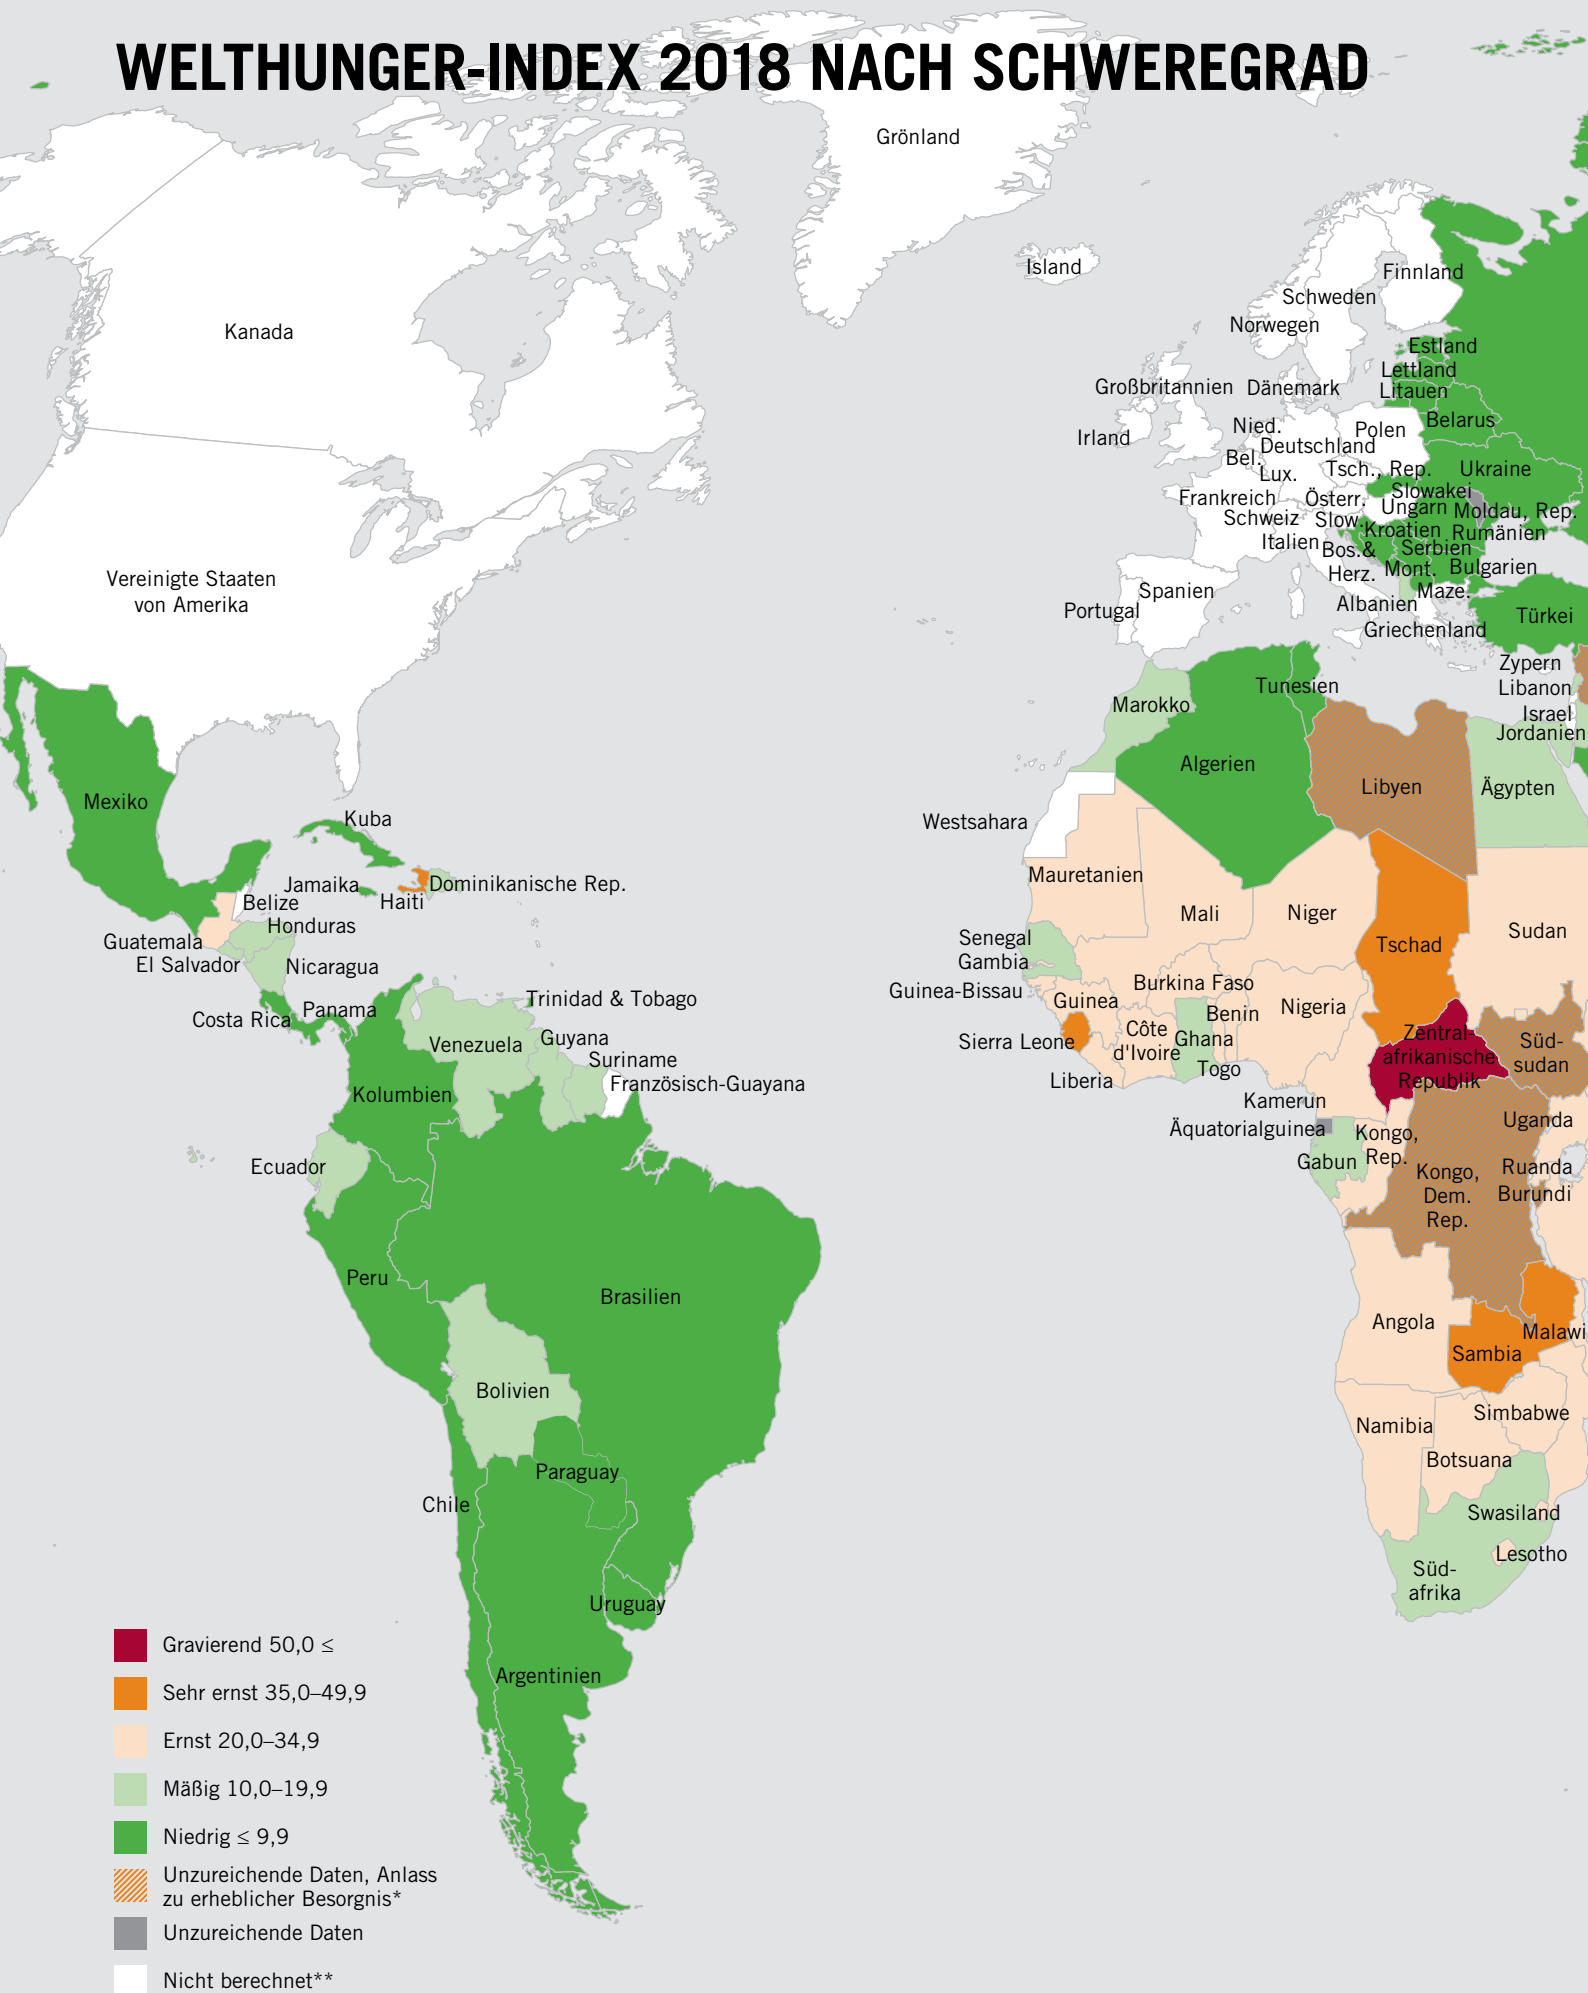 WELTHUNGER-INDEX 2018 NACH SCHWEREGRAD
Grönland
Island
Finnland
Schweden
Norwegen
Kanada
Estland
Lettland
Litauen
Großbritannien
Dänemark
Belarus
Irland
Nied.
Polen
Deutschland
Bel.
Lux.
Tsch., Rep.
Ukraine
Slowakei
Frankreich
Österr.
Ungarn
Moldau, Rep.
Schweiz
Slow.
Kroatien
Rumänien
Italien
Bos.&
Herz.
Serbien
Mont.
Bulgarien
Vereinigte Staaten
von Amerika
Spanien
Maze.
Portugal
Albanien
Türkei
Griechenland
Zypern
Libanon
Israel
Jordanien
Marokko
Tunesien
Algerien
Libyen
Ägypten
Mexiko
Kuba
Westsahara
Jamaika
Haiti
Dominikanische Rep.
Belize
Honduras
Guatemala
El Salvador
Nicaragua
Mauretanien
Mali
Niger
Tschad
Sudan
Senegal
Gambia
Guinea-Bissau
Burkina Faso
Guinea
Benin
Nigeria
Costa Rica
Panama
Trinidad & Tobago
Venezuela
Guyana
Suriname
Französisch-Guayana
Kolumbien
Sierra Leone
Côte
d'Ivoire
Ghana
Togo
Liberia
Zentral-
afrikanische
Republik
Süd-
sudan
Kamerun
Äquatorialguinea
Kongo,
Rep.
Gabun
Uganda
Ruanda
Burundi
Kongo,
Dem.
Rep.
Ecuador
Peru
Brasilien
Angola
Malawi
Sambia
Bolivien
Simbabwe
Namibia
Botsuana
Paraguay
Chile
Swasiland
Lesotho
Süd-
afrika
Uruguay
Argentinien
Gravierend 50,0 ≤
Sehr ernst 35,0–49,9
Ernst 20,0–34,9
Mäßig 10,0–19,9
Niedrig ≤ 9,9
Unzureichende Daten, Anlass
zu erheblicher Besorgnis*
Unzureichende Daten
Nicht berechnet**